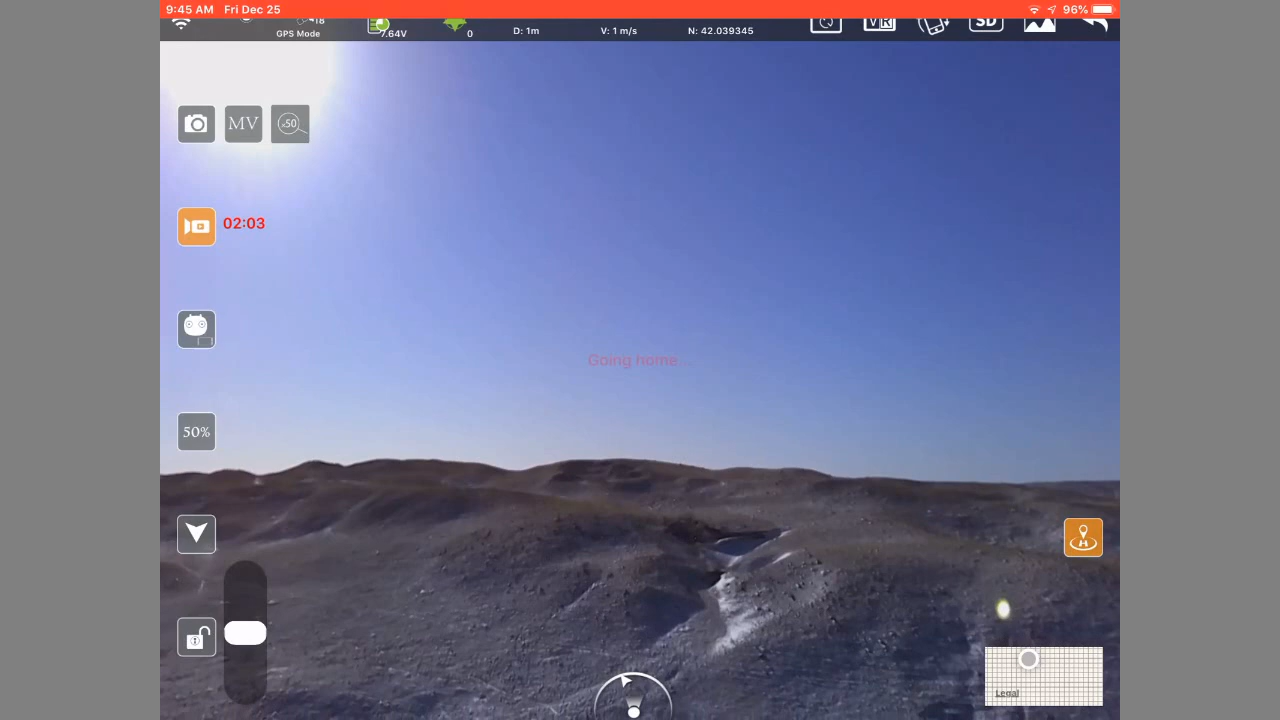 9:45 AM Fri Dec 25 96%
GPS Mode 7.64V 0 D: 1m V: 1 m/s N: 42.039345 VR SD
MV x50
02:03
Going home...
50%
H
Legal